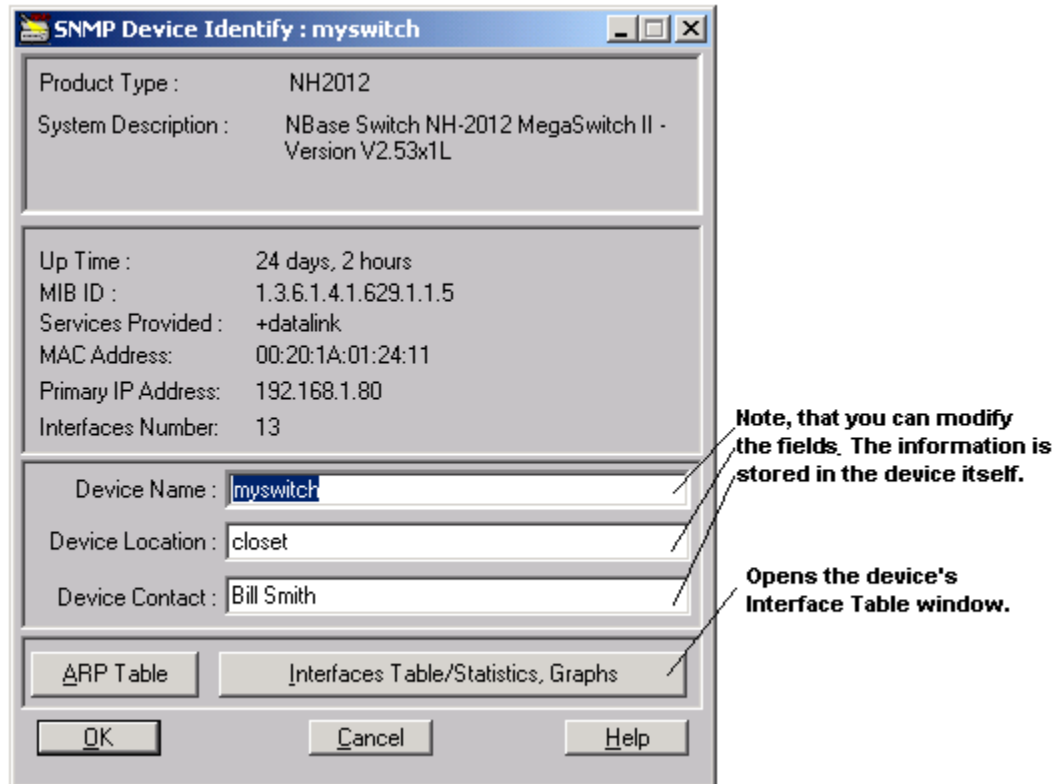 SNMP Device Identify : myswitch
Product Type : NH2012
System Description : NBase Switch NH-2012 MegaSwitch II -
Version V2.53x1L
Up Time : 24 days, 2 hours
MIB ID : 1.3.6.1.4.1.629.1.1.5
Services Provided : +datalink
MAC Address: 00:20:1A:01:24:11
Primary IP Address: 192.168.1.80
Interfaces Number: 13
Device Name : myswitch
Device Location : closet
Device Contact : Bill Smith
ARP Table Interfaces Table/Statistics, Graphs
OK Cancel Help
Note, that you can modify
the fields. The information is
stored in the device itself.
Opens the device's
Interface Table window.